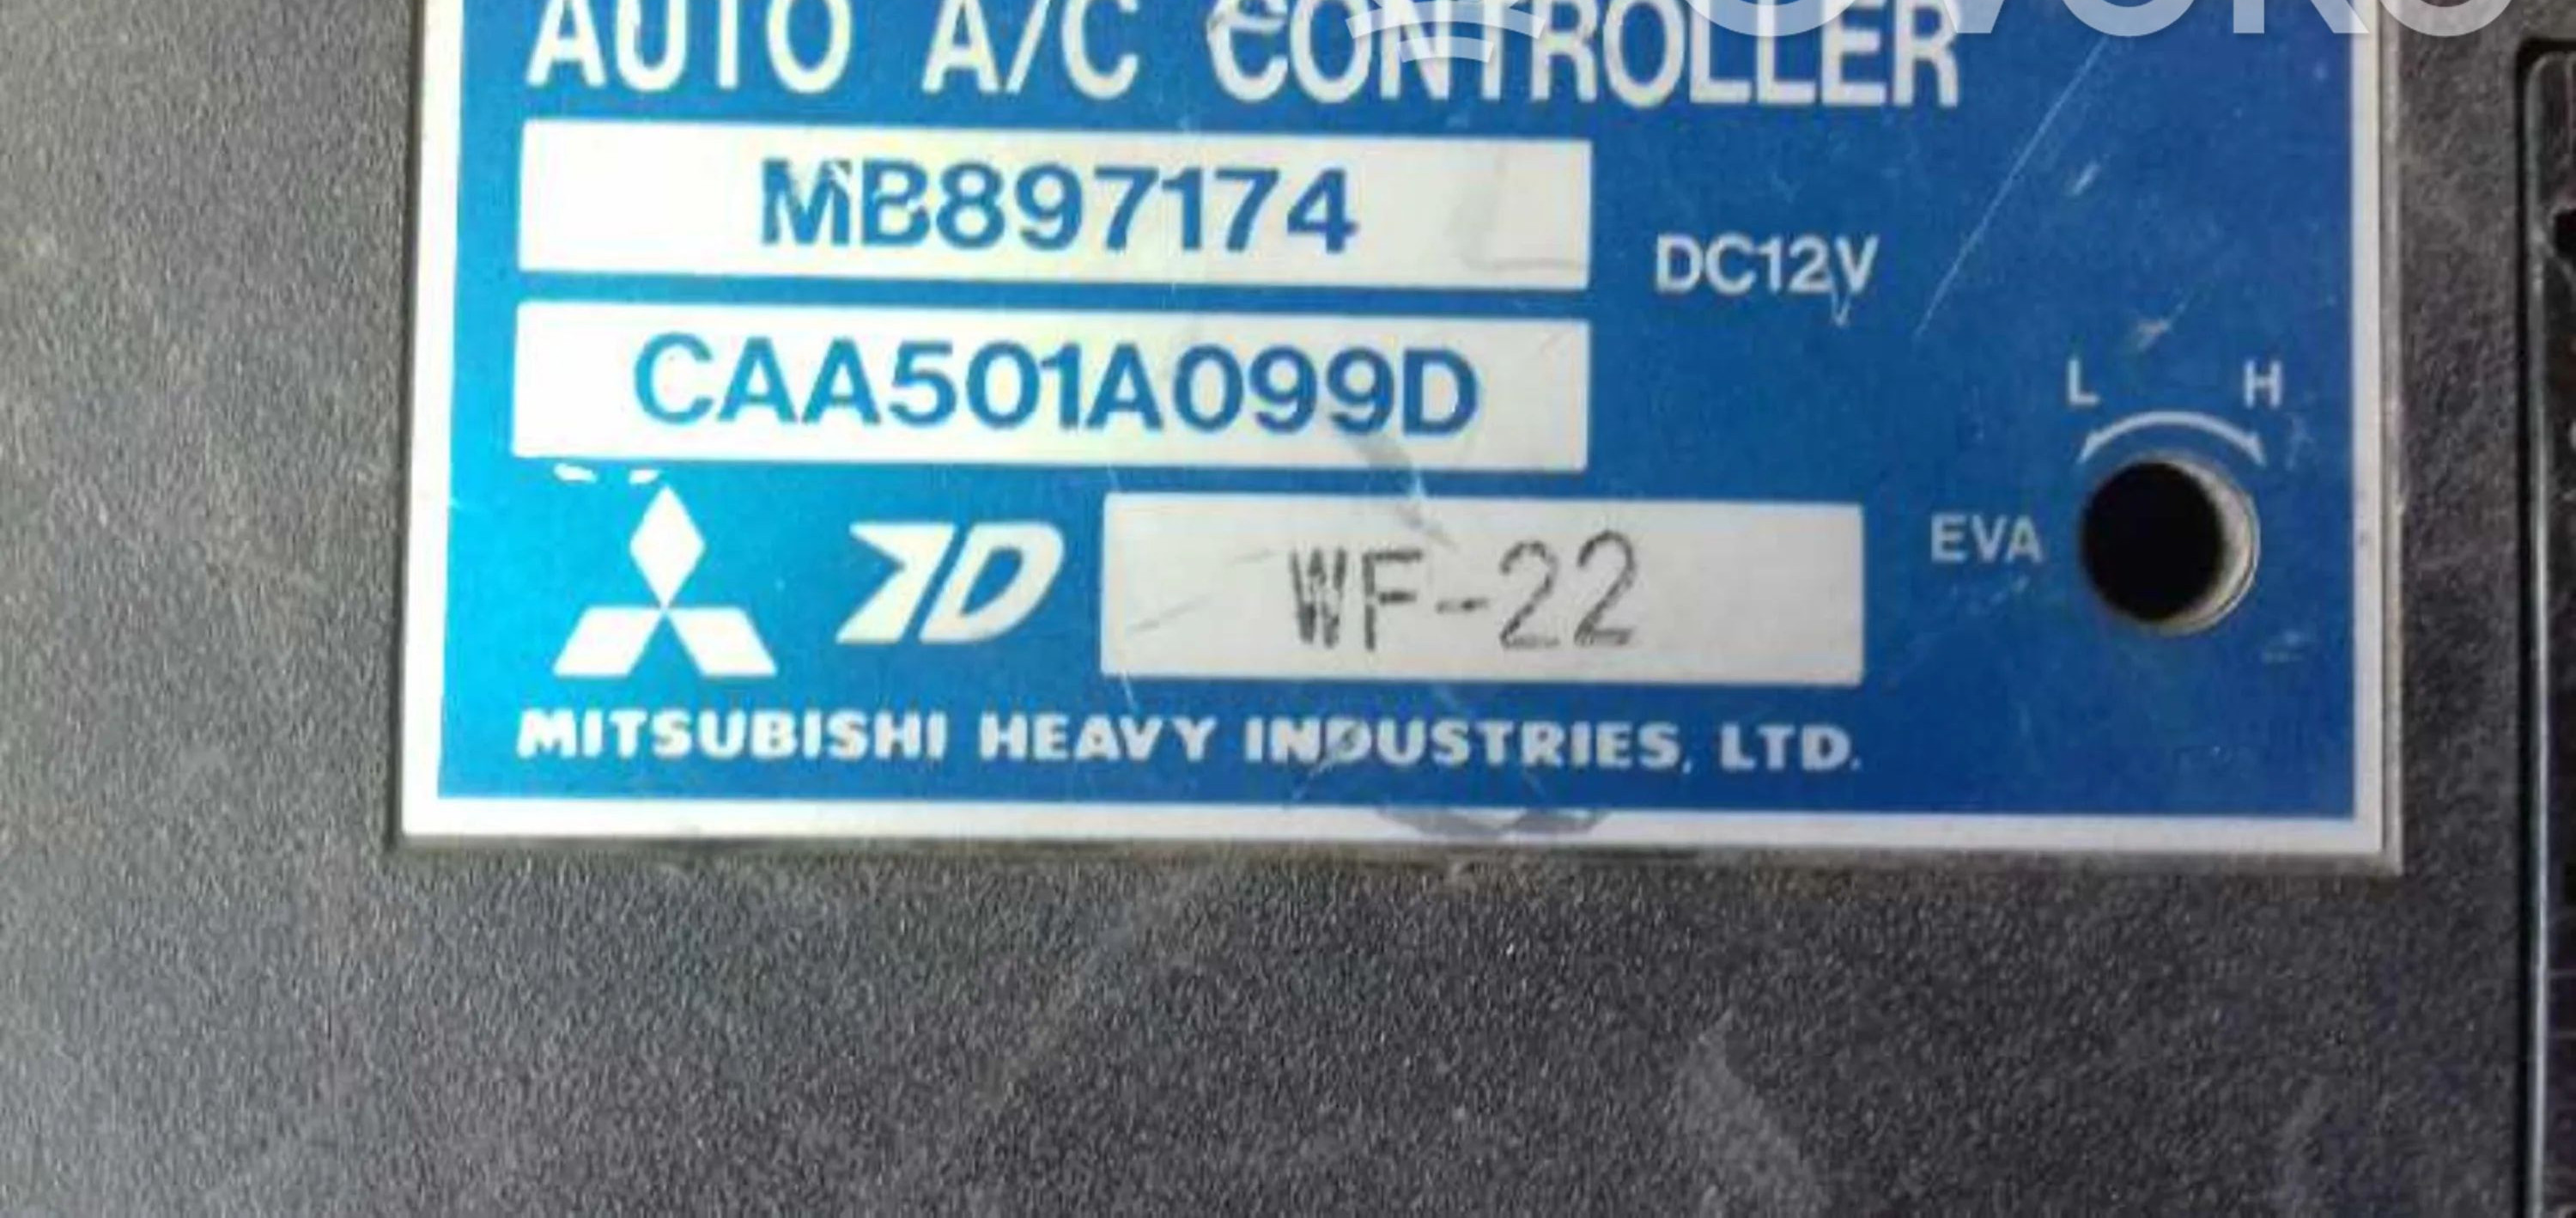 AUTO A/C CONTROLLER
MB897174
DC12V
CAA501A099D
L H
EVA
WF-22
MITSUBISHI HEAVY INDUSTRIES, LTD.